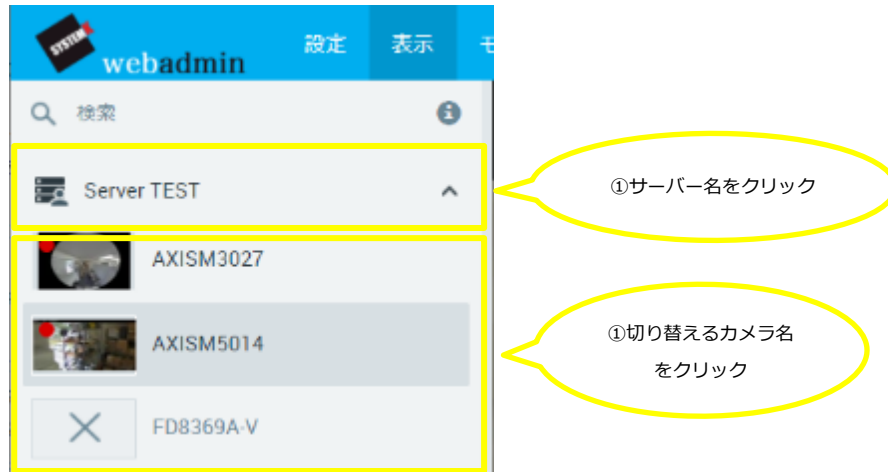 SYSTEMK
webadmin
設定
表示
モ
検索
Server TEST
①サーバー名をクリック
AXISM3027
AXISM5014
①切り替えるカメラ名
をクリック
FD8369A-V